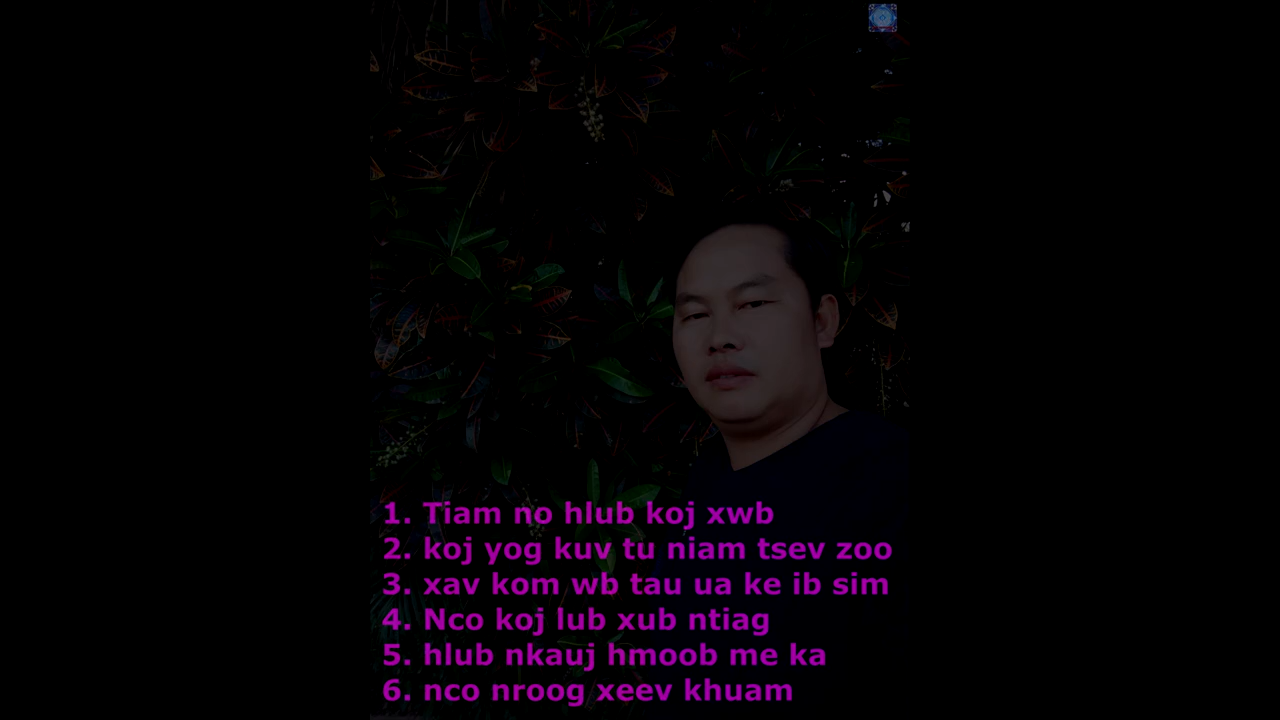 1. Tiam no hlub koj xwb
2. koj yog kuv tu niam tsev zoo
3. xav kom wb tau ua ke ib sim
4. Nco koj lub xub ntiag
5. hlub nkauj hmoob me ka
6. nco nroog xeev khuam